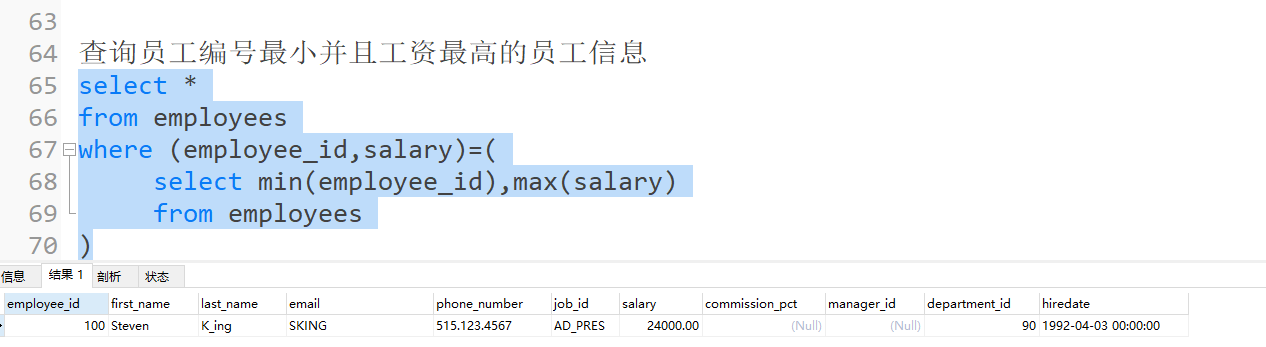 63
64 查询员工编号最小并且工资最高的员工信息
65 select *
66 from employees
67 where (employee_id,salary)=(
68 select min(employee_id),max(salary)
69 from employees
70 )
信息 结果 1 剖析 状态
employee_id first_name last_name email phone_number job_id salary commission_pct manager_id department_id hiredate
100 Steven K_ing SKING 515.123.4567 AD_PRES 24000.00 (Null) (Null) 90 1992-04-03 00:00:00